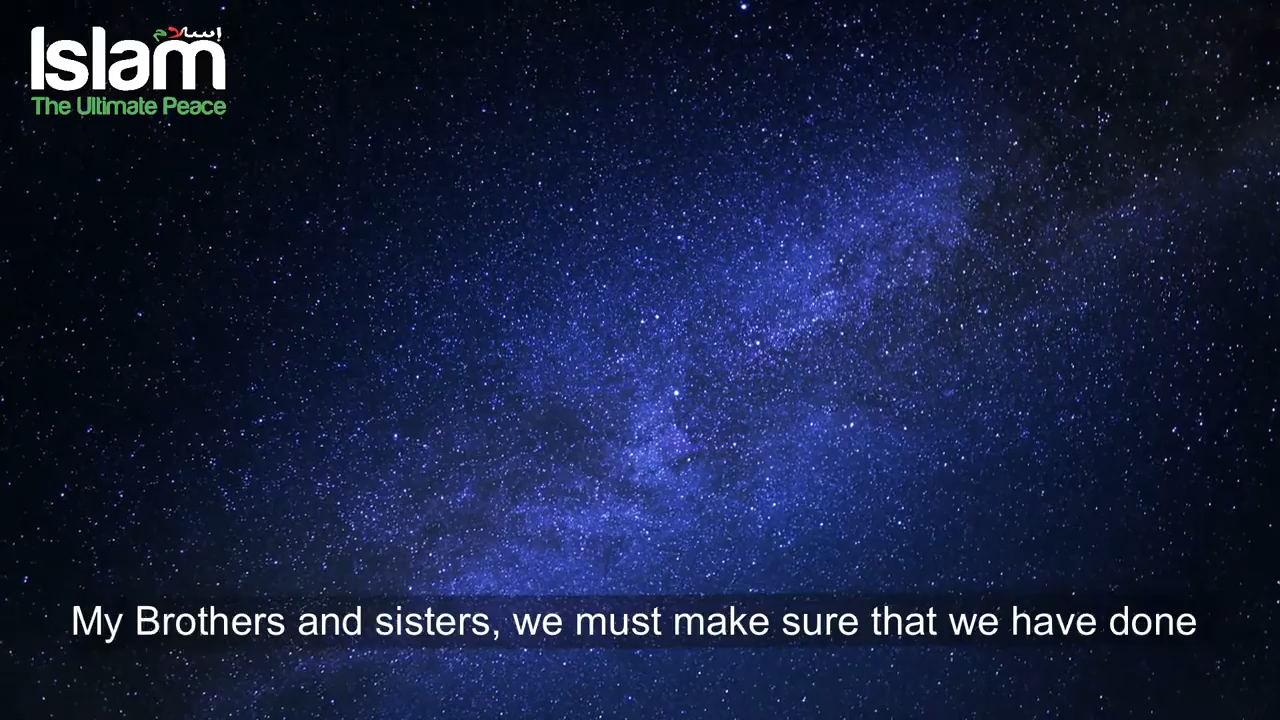 إسلام
Islam
The Ultimate Peace
My Brothers and sisters, we must make sure that we have done